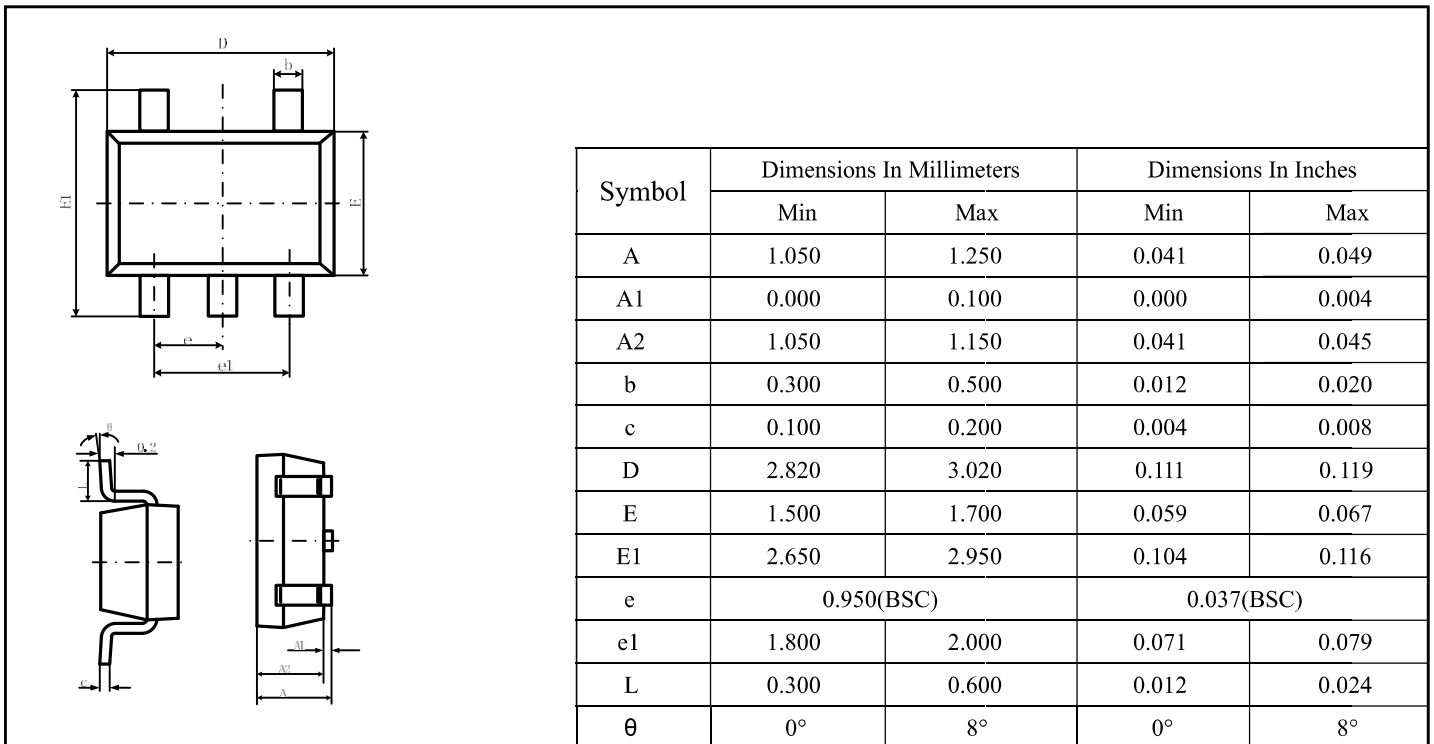 D
b
E1
E
e
e1
θ
0.2
L
c
A1
A2
A
Symbol Dimensions In Millimeters Dimensions In Inches
Min Max Min Max
A 1.050 1.250 0.041 0.049
A1 0.000 0.100 0.000 0.004
A2 1.050 1.150 0.041 0.045
b 0.300 0.500 0.012 0.020
c 0.100 0.200 0.004 0.008
D 2.820 3.020 0.111 0.119
E 1.500 1.700 0.059 0.067
E1 2.650 2.950 0.104 0.116
e 0.950(BSC) 0.037(BSC)
e1 1.800 2.000 0.071 0.079
L 0.300 0.600 0.012 0.024
θ 0° 8° 0° 8°